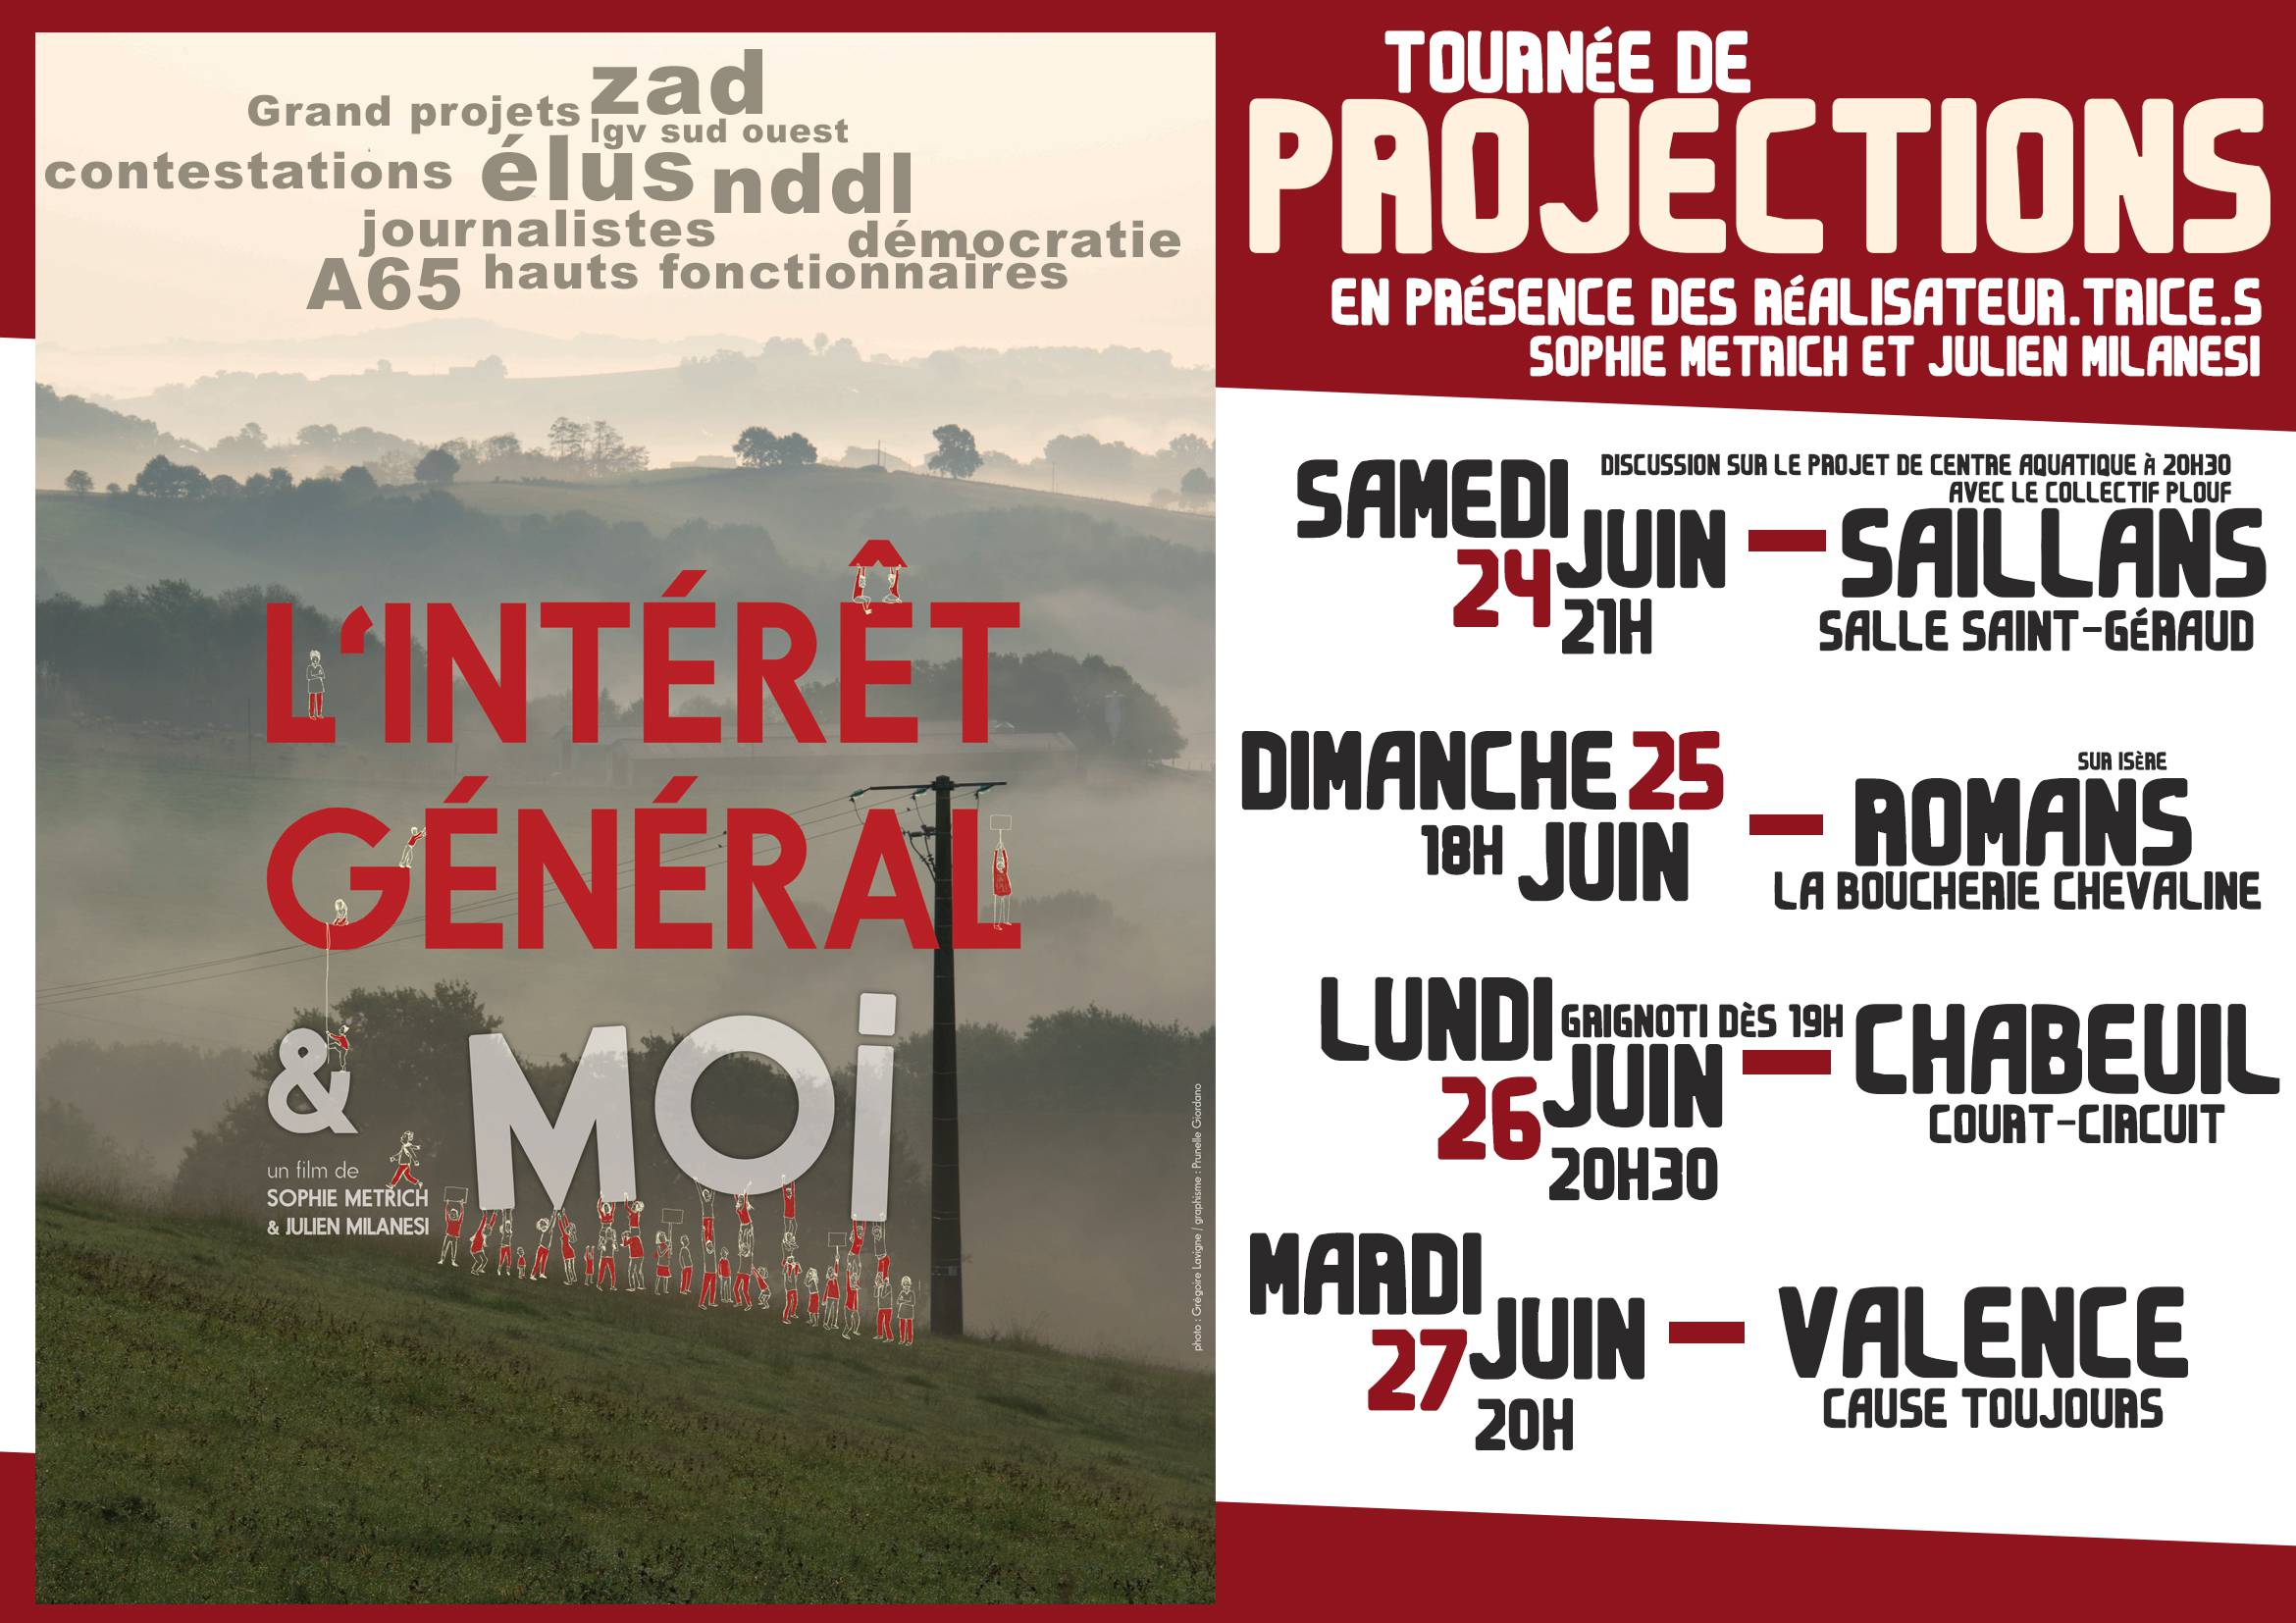 Grand projets zad
lgv sud ouest
contestations élus nddl
journalistes démocratie
A65 hauts fonctionnaires
L'INTÉRÊT
GÉNÉRAL
& MOi
un film de
SOPHIE METRICH
& JULIEN MILANESI
photo : Grégoire Lavigne / graphisme : Prunelle Giordano
TOURNÉE DE
PROJECTIONS
EN PRÉSENCE DES RÉALISATEUR.TRICE.S
SOPHIE METRICH ET JULIEN MILANESI
DISCUSSION SUR LE PROJET DE CENTRE AQUATIQUE À 20H30
AVEC LE COLLECTIF PLOUF
SAMEDI
24 JUIN
21H
SAILLANS
SALLE SAINT-GÉRAUD
DIMANCHE 25
18H JUIN
SUR ISÈRE
ROMANS
LA BOUCHERIE CHEVALINE
LUNDI
GRIGNOTI DÈS 19H
26 JUIN
20H30
CHABEUIL
COURT-CIRCUIT
MARDI
27 JUIN
20H
VALENCE
CAUSE TOUJOURS